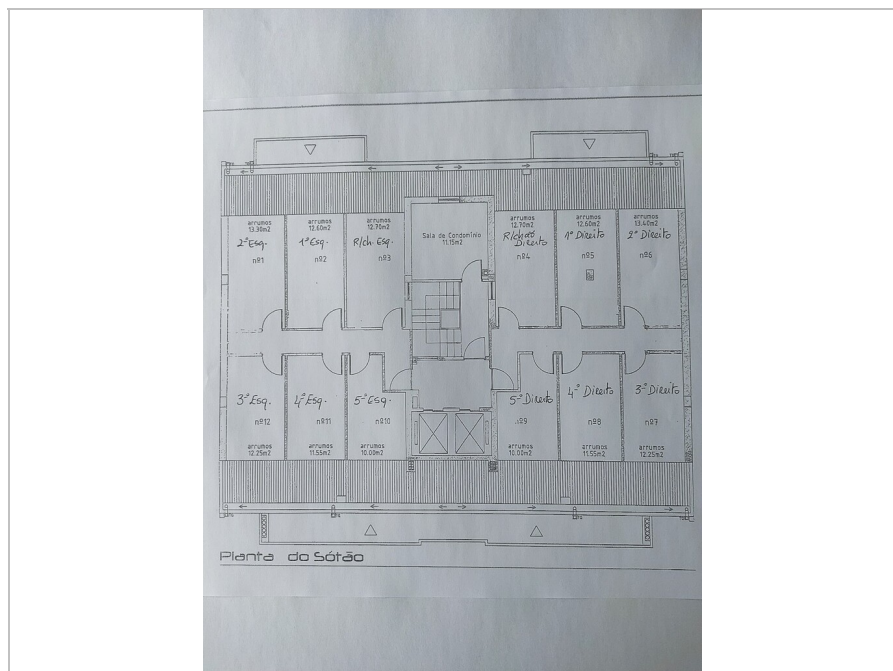 arrumos
13.30m2
2º Esq.
nº1
arrumos
12.60m2
1º Esq.
nº2
arrumos
12.70m2
R/ch. Esq.
nº3
Sala de Condomínio
11.15m2
arrumos
12.70m2
R/chão
Direito
nº4
arrumos
12.60m2
1º Direito
nº5
arrumos
13.40m2
2º Direito
nº6
3º Esq.
nº12
arrumos
12.25m2
4º Esq.
nº11
arrumos
11.55m2
5º Esq.
nº10
arrumos
10.00m2
5º Direito
nº9
arrumos
10.00m2
4º Direito
nº8
arrumos
11.55m2
3º Direito
nº7
arrumos
12.25m2
Planta do Sótão